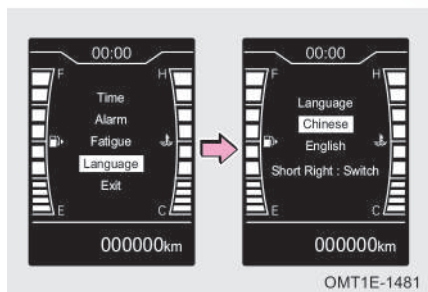 00:00
F H
Time
Alarm
Fatigue
Language
Exit
E C
000000km
00:00
F H
Language
Chinese
English
Short Right : Switch
E C
000000km
OMT1E-1481